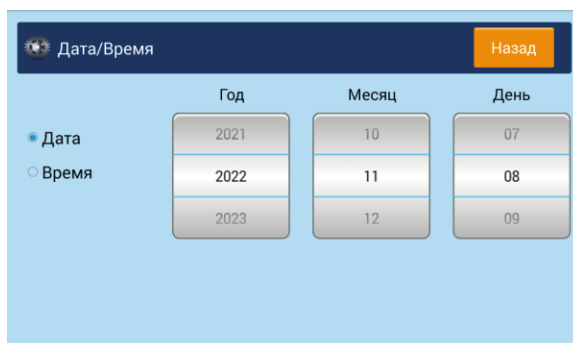 Дата/Время Назад
Год Месяц День
Дата
Время
2021 10 07
2022 11 08
2023 12 09